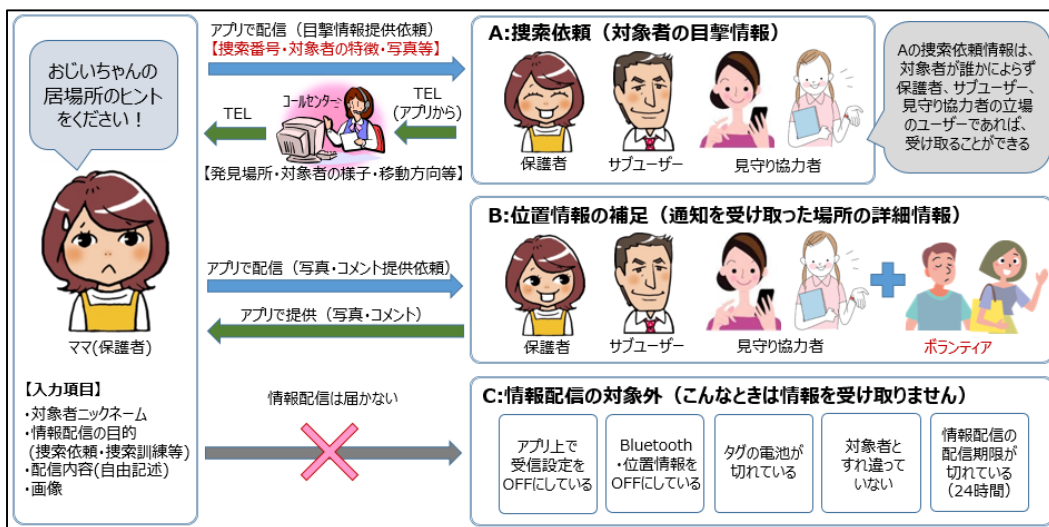 おじいちゃんの
居場所のヒント
をください！
ママ(保護者)
【入力項目】
・対象者ニックネーム
・情報配信の目的
(捜索依頼・捜索訓練等)
・配信内容(自由記述)
・画像
アプリで配信（目撃情報提供依頼）
【捜索番号・対象者の特徴・写真等】
コールセンター
TEL
TEL
(アプリから)
【発見場所・対象者の様子・移動方向等】
A:捜索依頼（対象者の目撃情報）
保護者
サブユーザー
見守り協力者
Aの捜索依頼情報は、
対象者が誰かによらず
保護者、サブユーザー、
見守り協力者の立場
のユーザーであれば、
受け取ることができる
アプリで配信（写真・コメント提供依頼）
アプリで提供（写真・コメント）
B:位置情報の補足（通知を受け取った場所の詳細情報）
保護者
サブユーザー
見守り協力者
ボランティア
情報配信は届かない
C:情報配信の対象外（こんなときは情報を受け取りません）
アプリ上で
受信設定を
OFFにしている
Bluetooth
・位置情報を
OFFにしている
タグの電池が
切れている
対象者と
すれ違って
いない
情報配信の
配信期限が
切れている
（24時間）